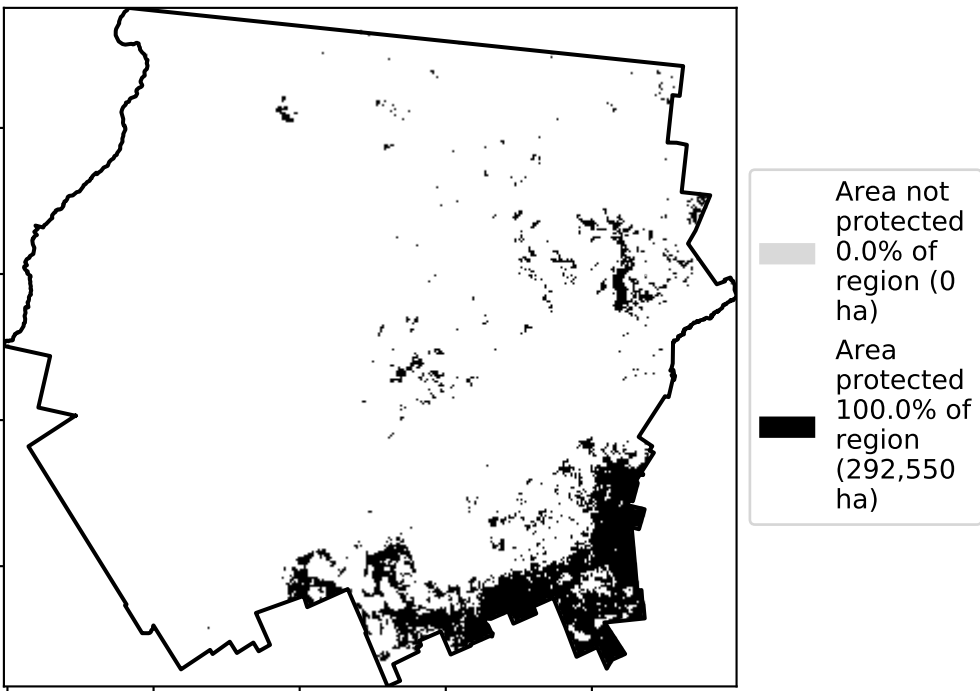 Area not
protected
0.0% of
region (0
ha)
Area
protected
100.0% of
region
(292,550
ha)